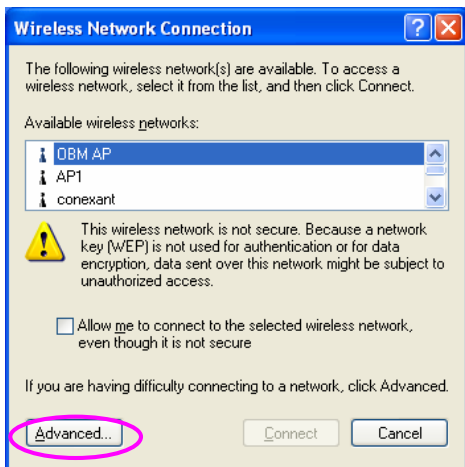 Wireless Network Connection
The following wireless network(s) are available. To access a
wireless network, select it from the list, and then click Connect.
Available wireless networks:
OBM AP
AP1
conexant
This wireless network is not secure. Because a network
key (WEP) is not used for authentication or for data
encryption, data sent over this network might be subject to
unauthorized access.
Allow me to connect to the selected wireless network,
even though it is not secure
If you are having difficulty connecting to a network, click Advanced.
Advanced... Connect Cancel